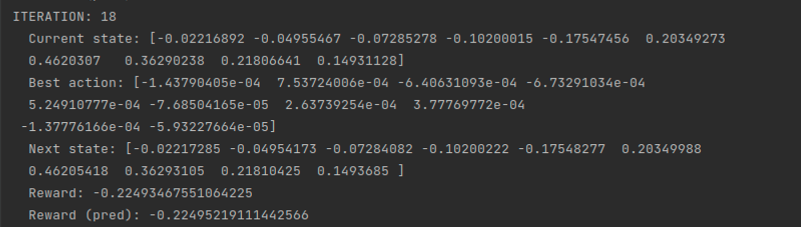 ITERATION: 18
Current state: [-0.02216892 -0.04955467 -0.07285278 -0.10200015 -0.17547456 0.20349273
0.4620307 0.36290238 0.21806641 0.14931128]
Best action: [-1.43790405e-04 7.53724006e-04 -6.40631093e-04 -6.73291034e-04
5.24910777e-04 -7.68504165e-05 2.63739254e-04 3.77769772e-04
-1.37776166e-04 -5.93227664e-05]
Next state: [-0.02217285 -0.04954173 -0.07284082 -0.10200222 -0.17548277 0.20349988
0.46205418 0.36293105 0.21810425 0.1493685 ]
Reward: -0.22493467551064225
Reward (pred): -0.22495219111442566